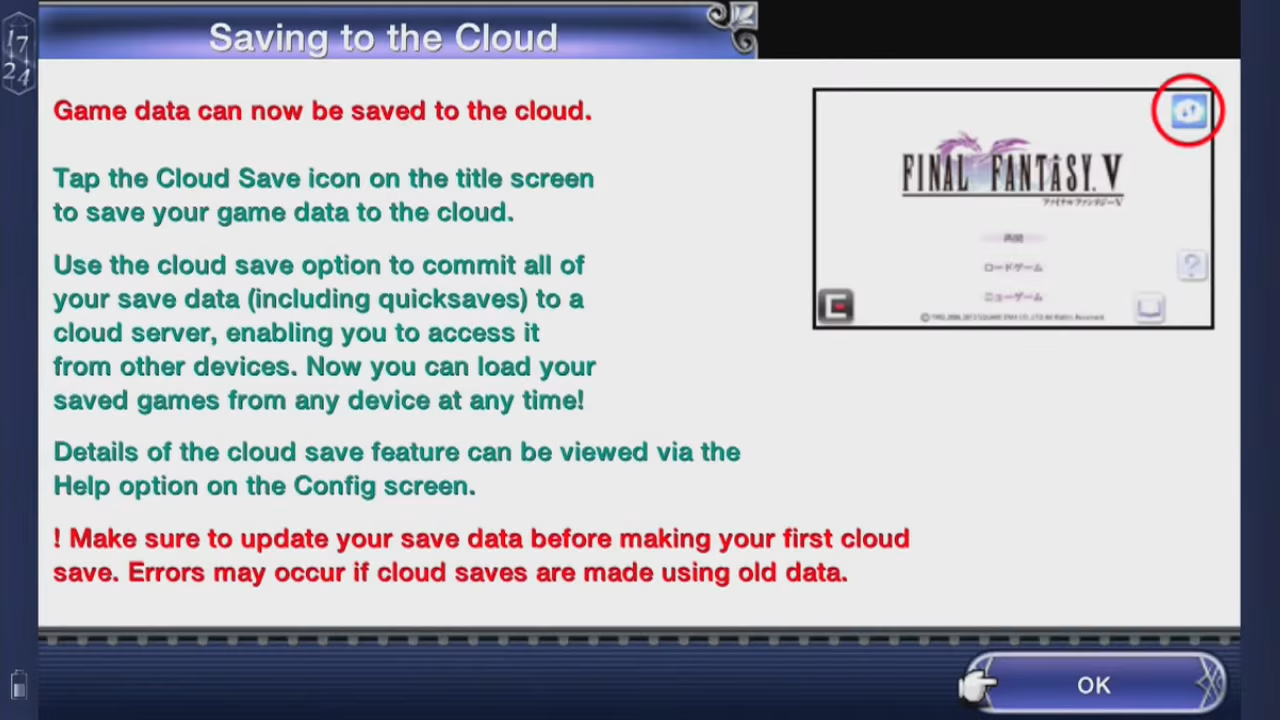 Saving to the Cloud
17
24
Game data can now be saved to the cloud.
Tap the Cloud Save icon on the title screen
to save your game data to the cloud.
Use the cloud save option to commit all of
your save data (including quicksaves) to a
cloud server, enabling you to access it
from other devices. Now you can load your
saved games from any device at any time!
Details of the cloud save feature can be viewed via the
Help option on the Config screen.
! Make sure to update your save data before making your first cloud
save. Errors may occur if cloud saves are made using old data.
FINAL FANTASY V
ファイナルファンタジーV
再開
ロードゲーム
ニューゲーム
?
OK